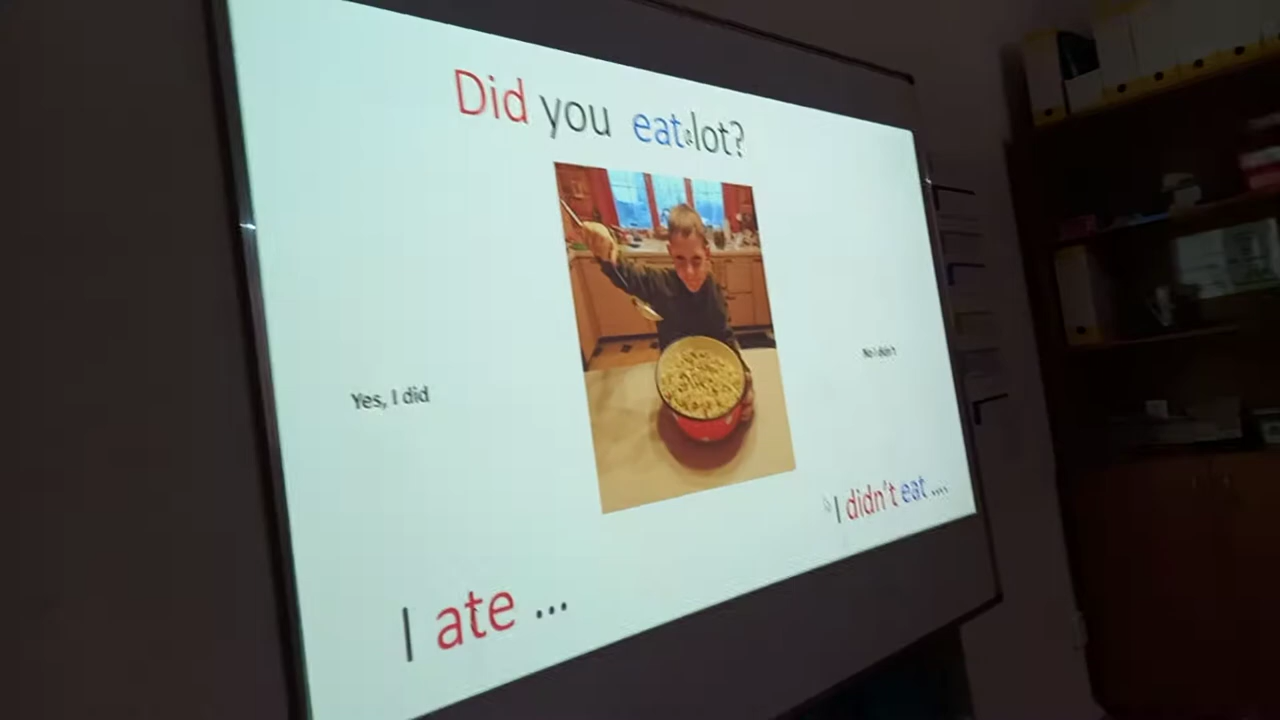 Did you eat lot?
Yes, I did
No I didn't
I didn't eat ....
I ate ...